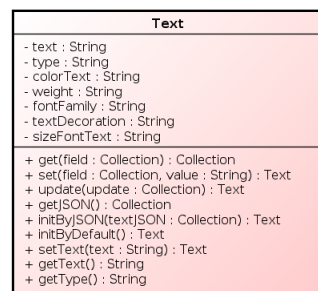 Text
- text : String
- type : String
- colorText : String
- weight : String
- fontFamily : String
- textDecoration : String
- sizeFontText : String
+ get(field : Collection) : Collection
+ set(field : Collection, value : String) : Text
+ update(update : Collection) : Text
+ getJSON() : Collection
+ initByJSON(textJSON : Collection) : Text
+ initByDefault() : Text
+ setText(text : String) : Text
+ getText() : String
+ getType() : String